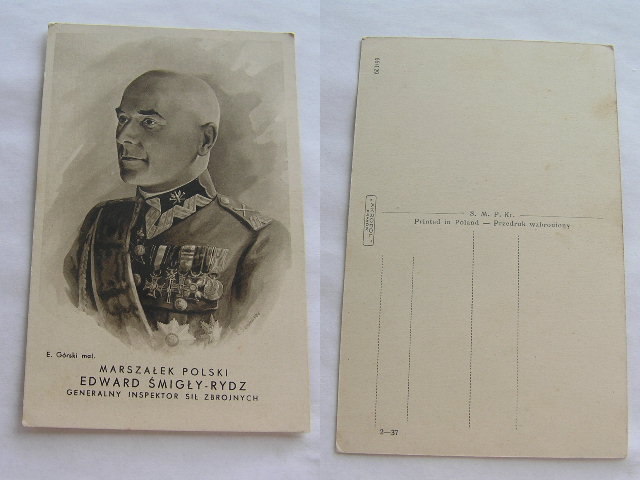 E. Górski mal.
MARSZAŁEK POLSKI
EDWARD ŚMIGŁY-RYDZ
GENERALNY INSPEKTOR SIŁ ZBROJNYCH
S. M. P. Kr.
Printed in Poland — Przedruk wzbroniony
2—37